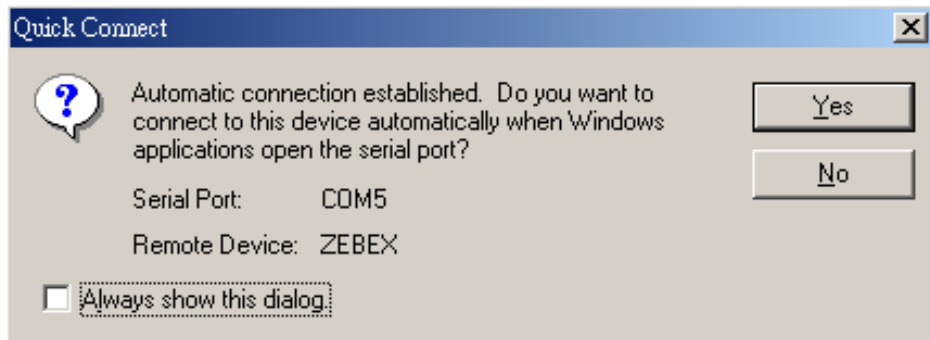 Quick Connect
Automatic connection established. Do you want to
connect to this device automatically when Windows
applications open the serial port?
Yes
No
Serial Port: COM5
Remote Device: ZEBEX
Always show this dialog.